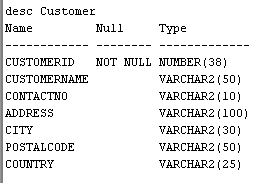 desc Customer
Name        Null     Type
----------- -------- -------------
CUSTOMERID  NOT NULL NUMBER(38)
CUSTOMERNAME         VARCHAR2(50)
CONTACTNO            VARCHAR2(10)
ADDRESS              VARCHAR2(100)
CITY                 VARCHAR2(30)
POSTALCODE           VARCHAR2(50)
COUNTRY              VARCHAR2(25)